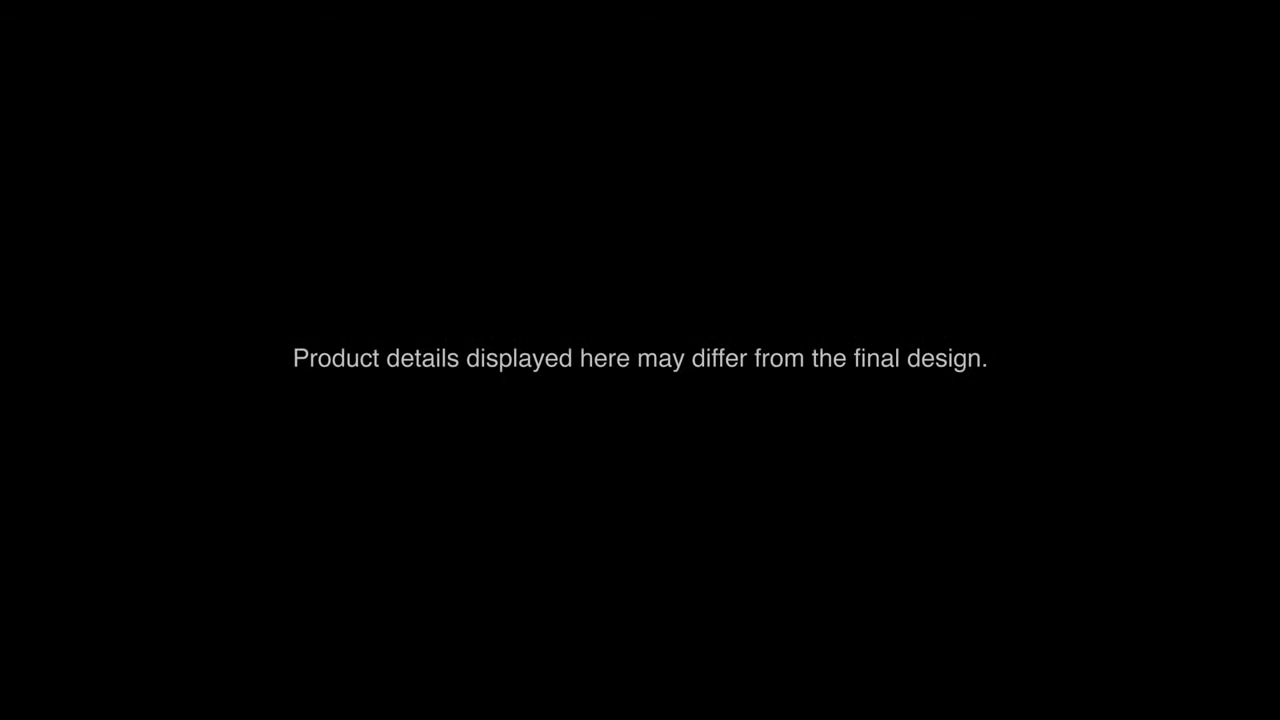 Product details displayed here may differ from the final design.